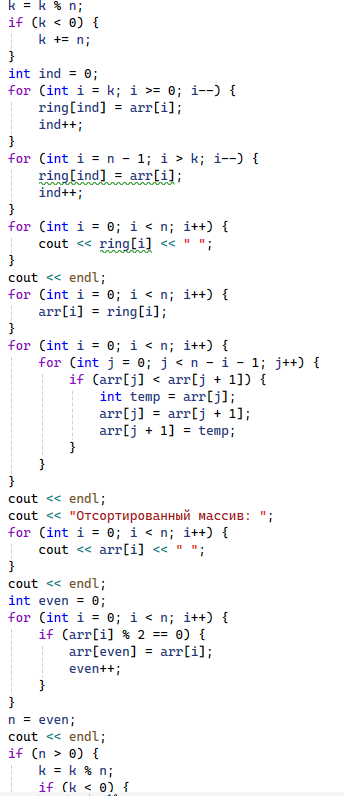 k = k % n;
if (k < 0) {
    k += n;
}
int ind = 0;
for (int i = k; i >= 0; i--) {
    ring[ind] = arr[i];
    ind++;
}
for (int i = n - 1; i > k; i--) {
    ring[ind] = arr[i];
    ind++;
}
for (int i = 0; i < n; i++) {
    cout << ring[i] << " ";
}
cout << endl;
for (int i = 0; i < n; i++) {
    arr[i] = ring[i];
}
for (int i = 0; i < n; i++) {
    for (int j = 0; j < n - i - 1; j++) {
        if (arr[j] < arr[j + 1]) {
            int temp = arr[j];
            arr[j] = arr[j + 1];
            arr[j + 1] = temp;
        }
    }
}
cout << endl;
cout << "Отсортированный массив: ";
for (int i = 0; i < n; i++) {
    cout << arr[i] << " ";
}
cout << endl;
int even = 0;
for (int i = 0; i < n; i++) {
    if (arr[i] % 2 == 0) {
        arr[even] = arr[i];
        even++;
    }
}
n = even;
cout << endl;
if (n > 0) {
    k = k % n;
    if (k < 0) {